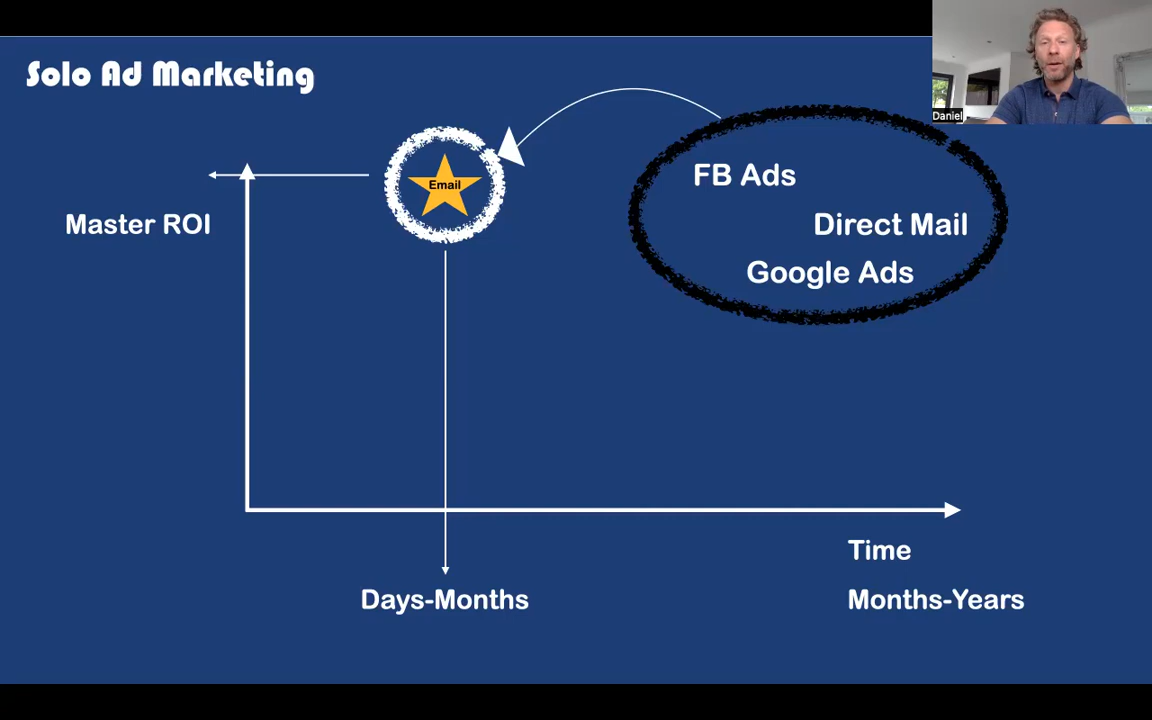 Solo Ad Marketing
Daniel
Email
FB Ads
Master ROI
Direct Mail
Google Ads
Time
Days-Months
Months-Years